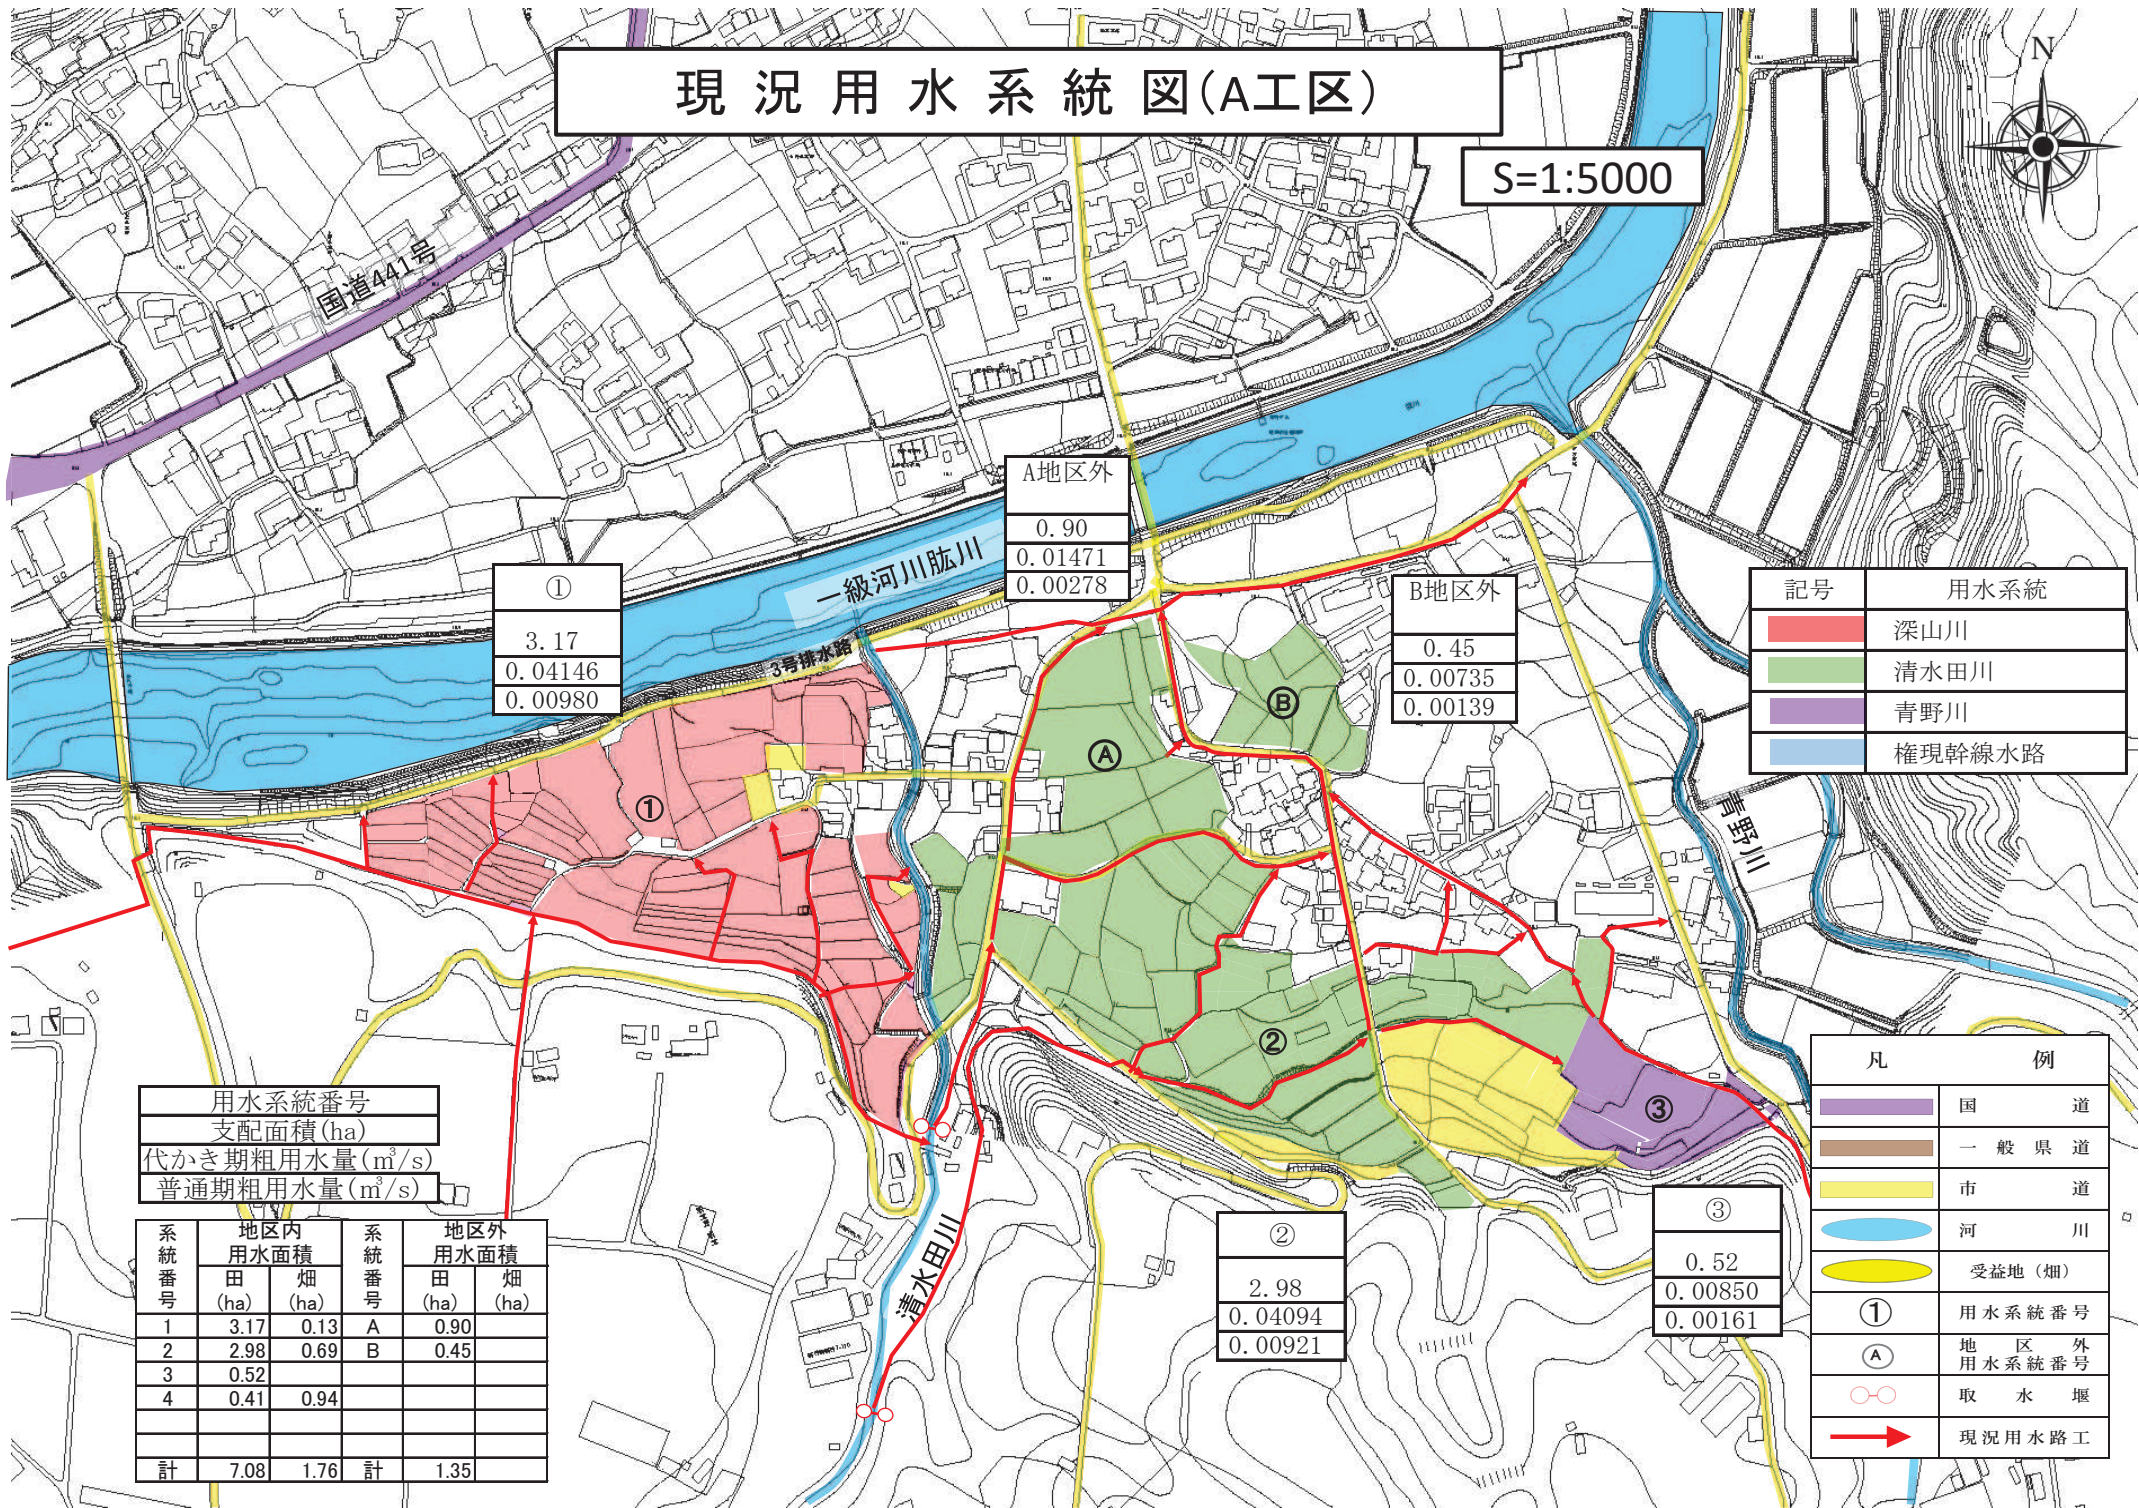 現況用水系統図(A工区)
N
S=1:5000
国道441号
A地区外
0.90
0.01471
0.00278
一級河川肱川
①
3.17
0.04146
0.00980
B地区外
0.45
0.00735
0.00139
3号排水路
記号 用水系統
深山川
清水田川
青野川
権現幹線水路
Ⓑ
Ⓐ
①
青野川
②
③
清水田川
用水系統番号
支配面積(ha)
代かき期粗用水量(㎥/s)
普通期粗用水量(㎥/s)
系統番号 地区内用水面積 系統番号 地区外用水面積
田(ha) 畑(ha) 田(ha) 畑(ha)
1 3.17 0.13 A 0.90
2 2.98 0.69 B 0.45
3 0.52
4 0.41 0.94
計 7.08 1.76 計 1.35
②
2.98
0.04094
0.00921
③
0.52
0.00850
0.00161
凡例
国道
一般県道
市道
河川
受益地（畑）
① 用水系統番号
Ⓐ 地区外用水系統番号
取水堰
現況用水路工